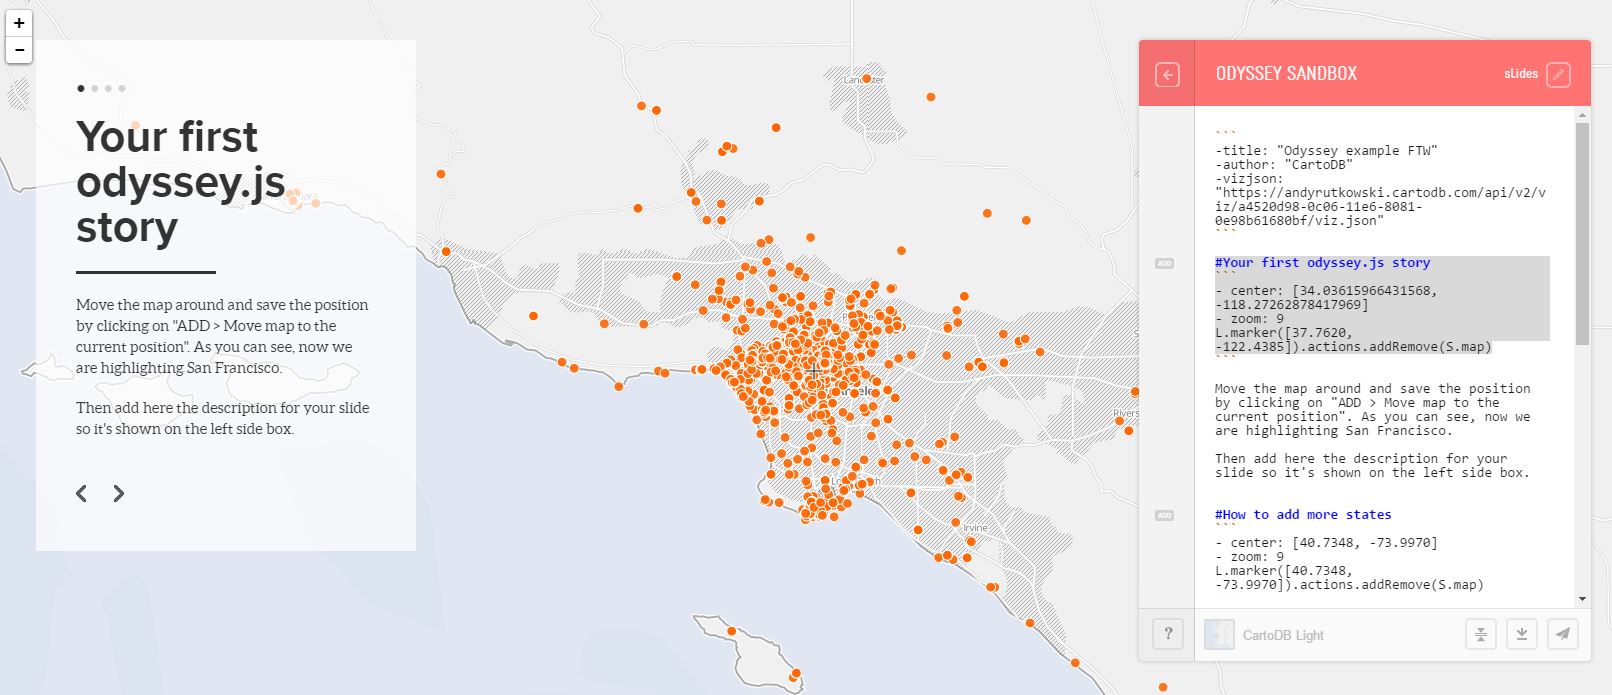 +
−
Your first
odyssey.js
story
Move the map around and save the position
by clicking on "ADD > Move map to the
current position". As you can see, now we
are highlighting San Francisco.
Then add here the description for your slide
so it's shown on the left side box.
Irvine
ODYSSEY SANDBOX
sLides
```
-title: "Odyssey example FTW"
-author: "CartoDB"
-vizjson:
"https://andyrutkowski.cartodb.com/api/v2/v
iz/a4520d98-0c06-11e6-8081-
0e98b61680bf/viz.json"
```
ADD
#Your first odyssey.js story
```
- center: [34.03615966431568,
-118.27262878417969]
- zoom: 9
L.marker([37.7620,
-122.4385]).actions.addRemove(S.map)
```
Move the map around and save the position
by clicking on "ADD > Move map to the
current position". As you can see, now we
are highlighting San Francisco.
Then add here the description for your
slide so it's shown on the left side box.
ADD
#How to add more states
```
- center: [40.7348, -73.9970]
- zoom: 9
L.marker([40.7348,
-73.9970]).actions.addRemove(S.map)
?
CartoDB Light